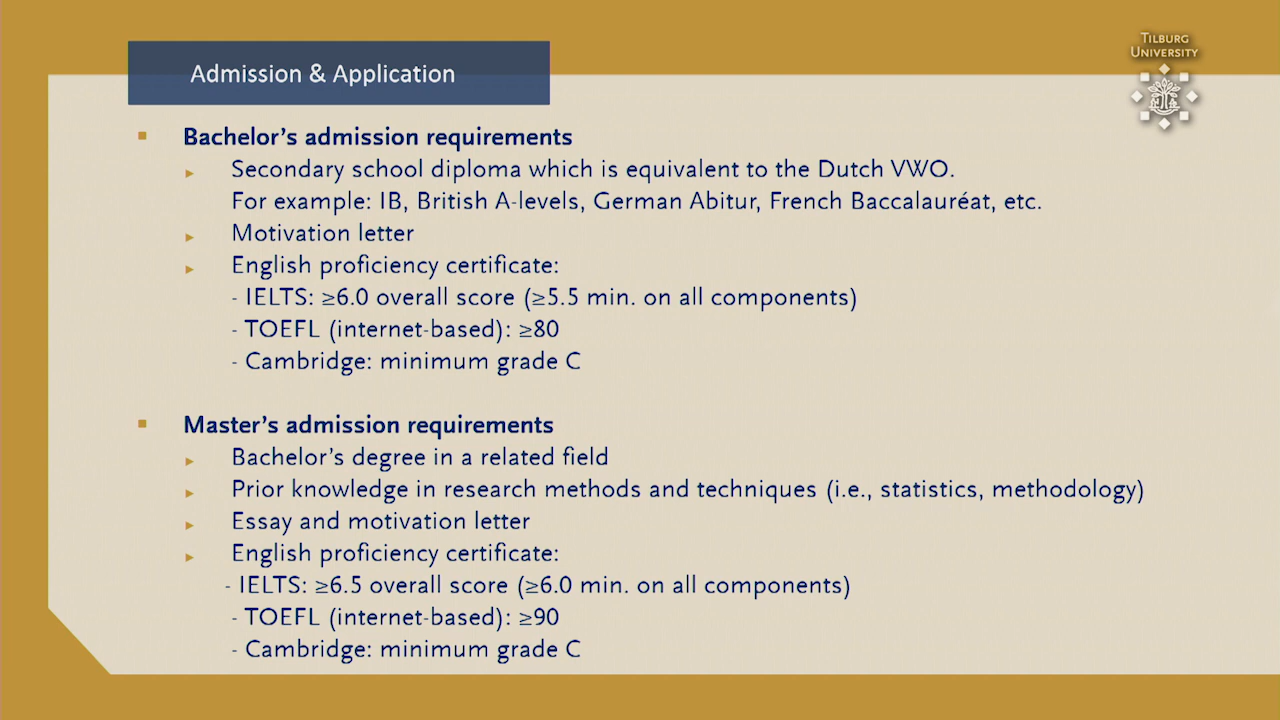 Admission & Application
TILBURG
UNIVERSITY
▪ Bachelor's admission requirements
▸ Secondary school diploma which is equivalent to the Dutch VWO.
For example: IB, British A-levels, German Abitur, French Baccalauréat, etc.
▸ Motivation letter
▸ English proficiency certificate:
- IELTS: ≥6.0 overall score (≥5.5 min. on all components)
- TOEFL (internet-based): ≥80
- Cambridge: minimum grade C
▪ Master's admission requirements
▸ Bachelor's degree in a related field
▸ Prior knowledge in research methods and techniques (i.e., statistics, methodology)
▸ Essay and motivation letter
▸ English proficiency certificate:
- IELTS: ≥6.5 overall score (≥6.0 min. on all components)
- TOEFL (internet-based): ≥90
- Cambridge: minimum grade C